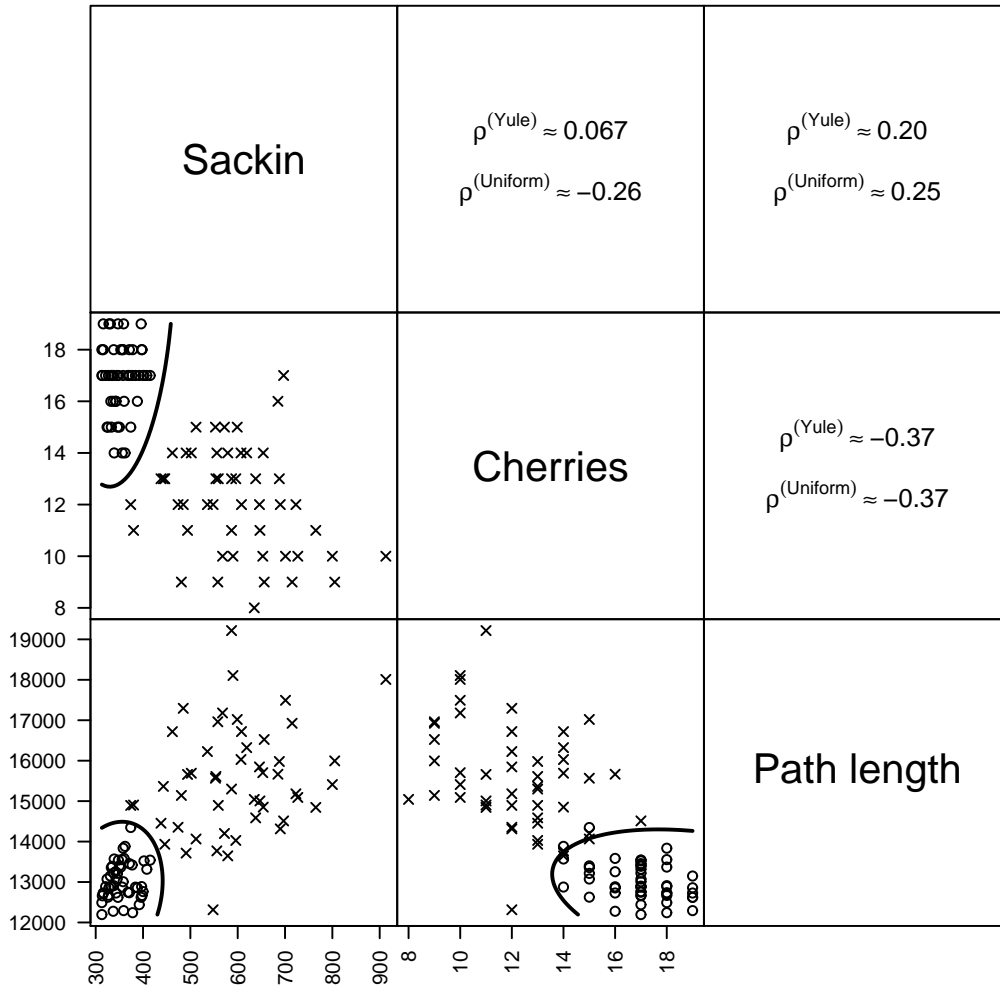 Sackin
ρ(Yule) ≈ 0.067
ρ(Uniform) ≈ −0.26
ρ(Yule) ≈ 0.20
ρ(Uniform) ≈ 0.25
18
16
14
12
10
8
Cherries
ρ(Yule) ≈ −0.37
ρ(Uniform) ≈ −0.37
19000
18000
17000
16000
15000
14000
13000
12000
Path length
300 400 500 600 700 800 900
8 10 12 14 16 18